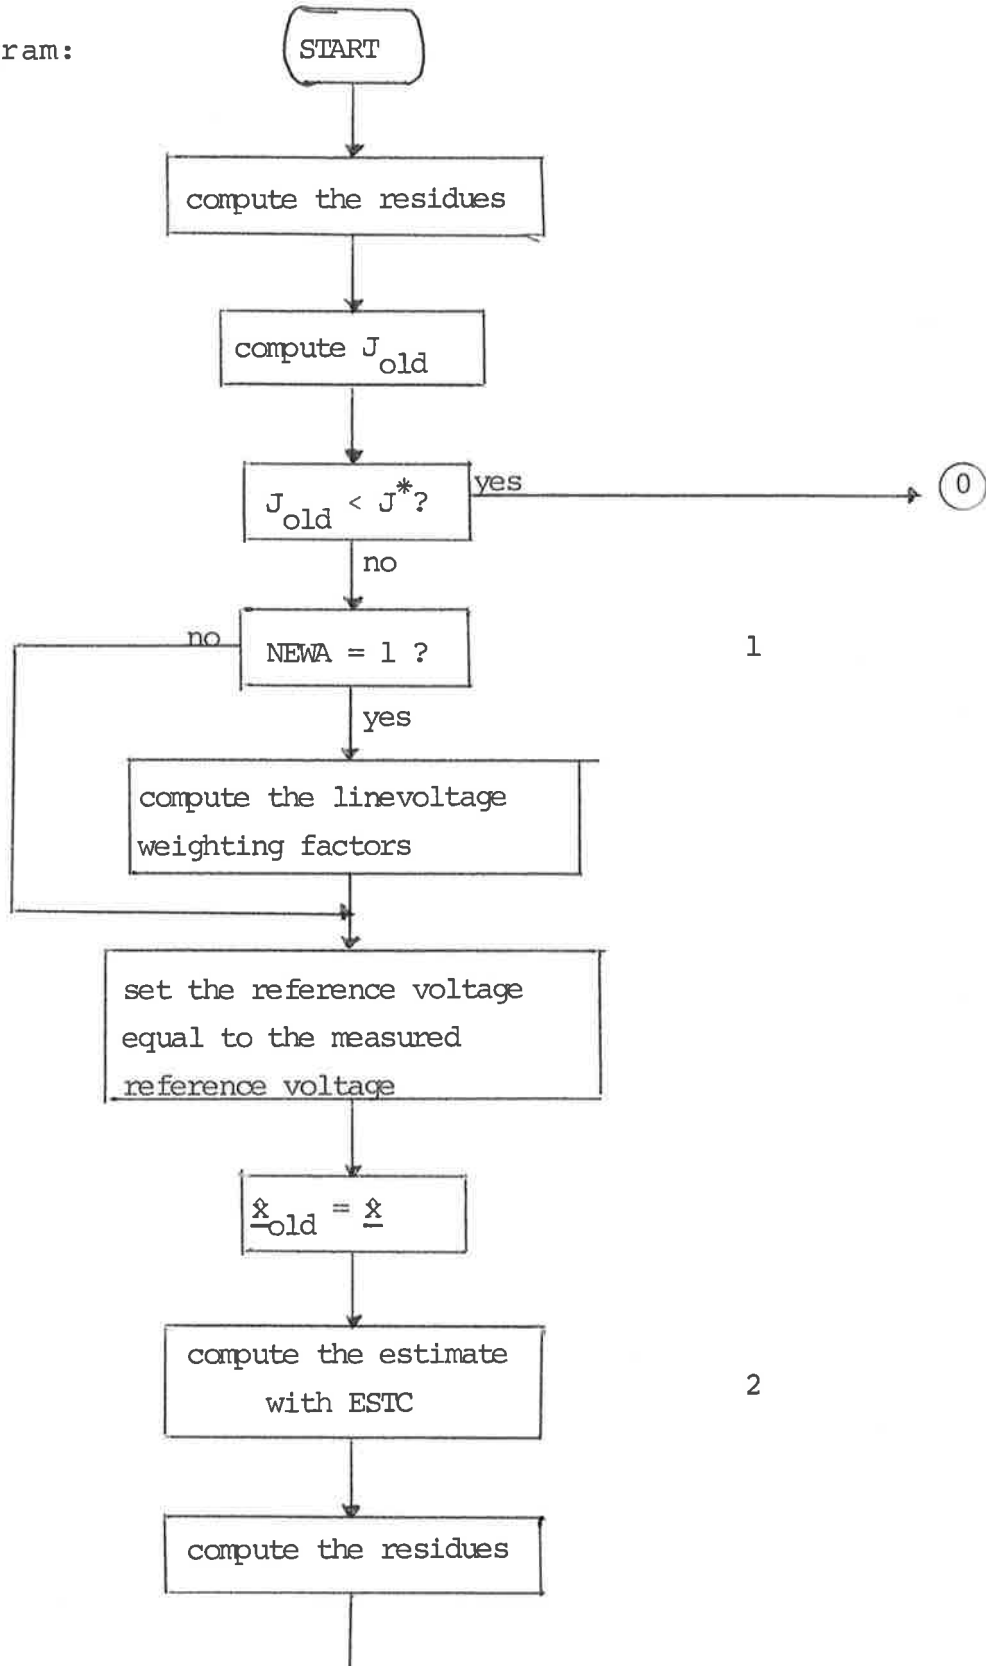 ram:
START
compute the residues
compute J_old
J_old < J*?
yes
0
no
no
NEWA = 1 ?
1
yes
compute the linevoltage
weighting factors
set the reference voltage
equal to the measured
reference voltage
x̂_old = x̂
compute the estimate
with ESTC
2
compute the residues